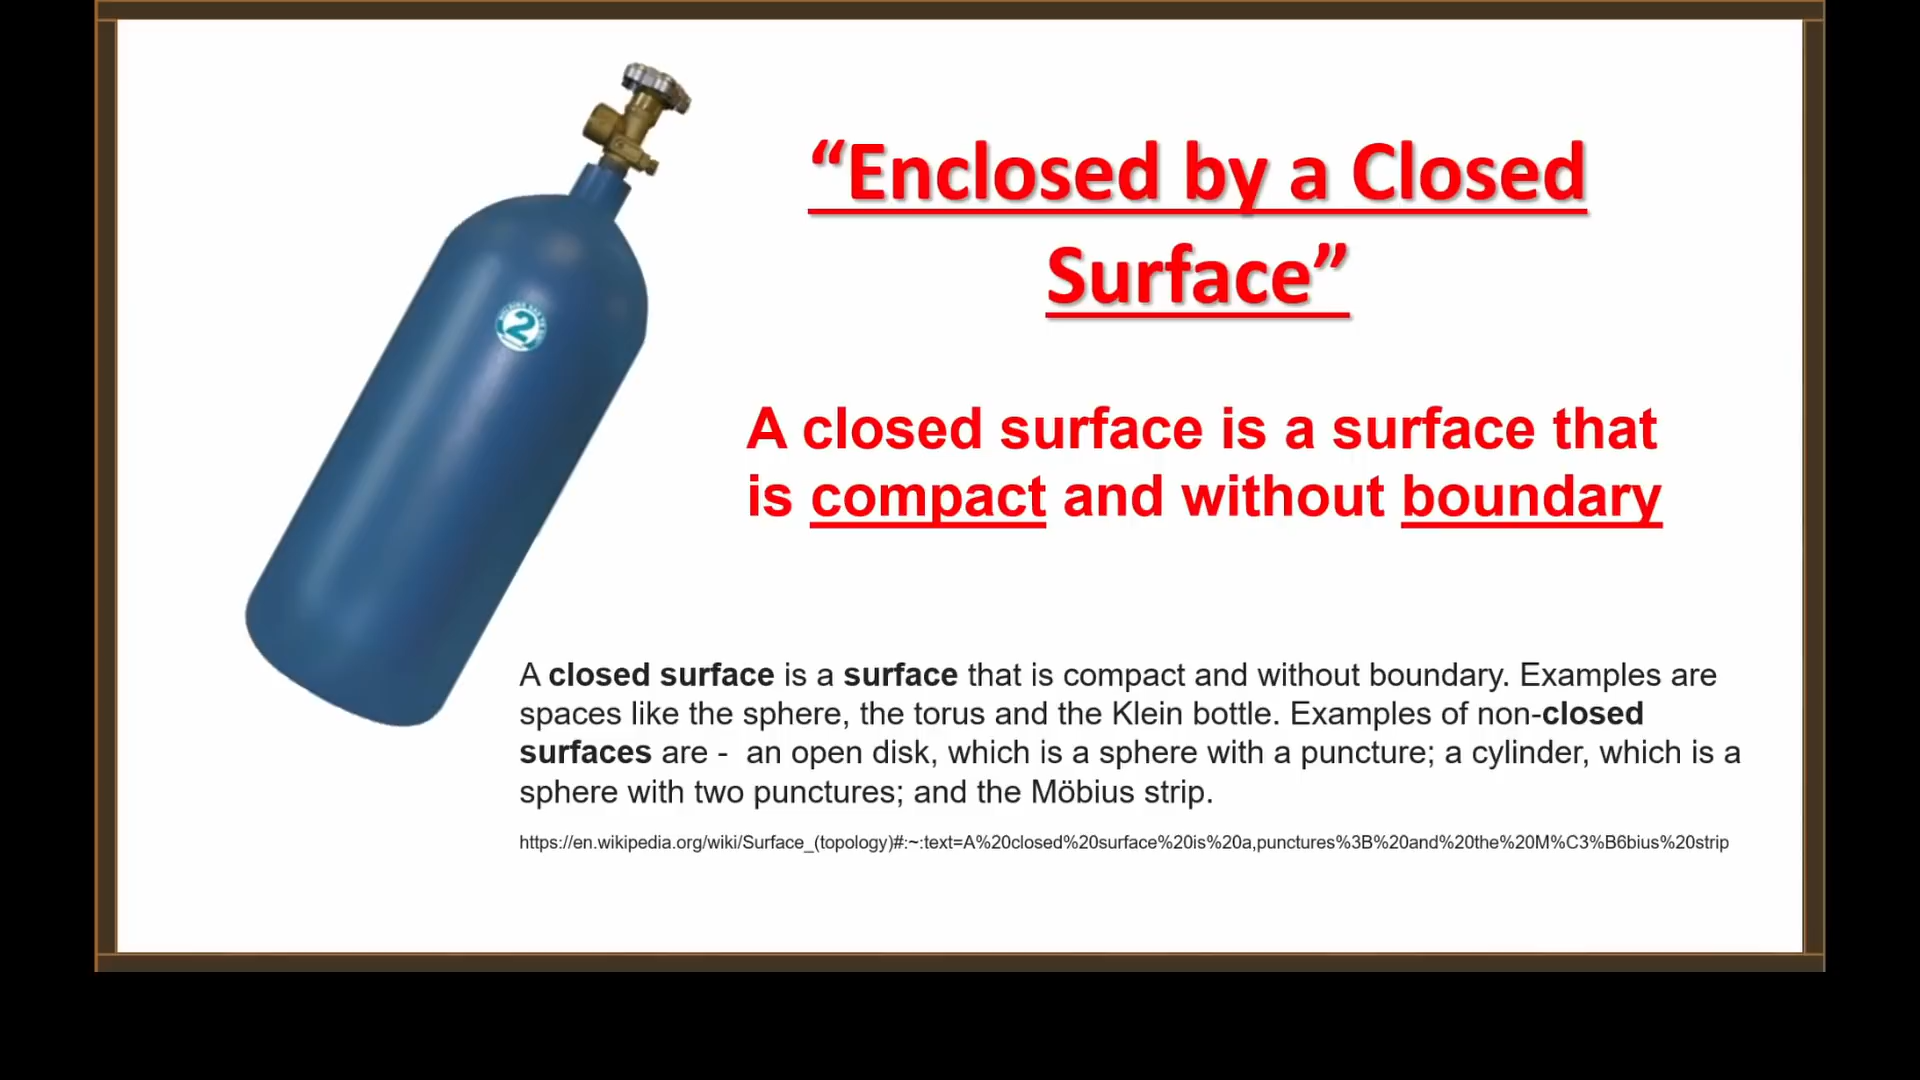 “Enclosed by a Closed
Surface”
A closed surface is a surface that
is compact and without boundary
2
A closed surface is a surface that is compact and without boundary. Examples are
spaces like the sphere, the torus and the Klein bottle. Examples of non-closed
surfaces are -  an open disk, which is a sphere with a puncture; a cylinder, which is a
sphere with two punctures; and the Möbius strip.
https://en.wikipedia.org/wiki/Surface_(topology)#:~:text=A%20closed%20surface%20is%20a,punctures%3B%20and%20the%20M%C3%B6bius%20strip